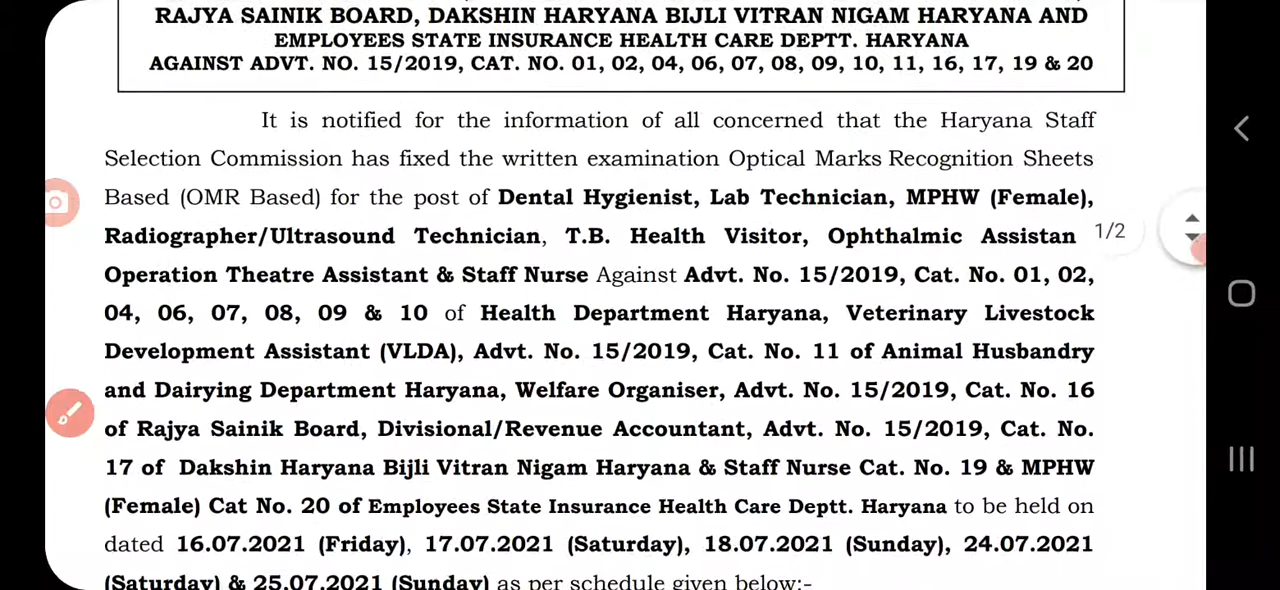 RAJYA SAINIK BOARD, DAKSHIN HARYANA BIJLI VITRAN NIGAM HARYANA AND
EMPLOYEES STATE INSURANCE HEALTH CARE DEPTT. HARYANA
AGAINST ADVT. NO. 15/2019, CAT. NO. 01, 02, 04, 06, 07, 08, 09, 10, 11, 16, 17, 19 & 20
It is notified for the information of all concerned that the Haryana Staff
Selection Commission has fixed the written examination Optical Marks Recognition Sheets
Based (OMR Based) for the post of Dental Hygienist, Lab Technician, MPHW (Female),
Radiographer/Ultrasound Technician, T.B. Health Visitor, Ophthalmic Assistan
1/2
Operation Theatre Assistant & Staff Nurse Against Advt. No. 15/2019, Cat. No. 01, 02,
04, 06, 07, 08, 09 & 10 of Health Department Haryana, Veterinary Livestock
Development Assistant (VLDA), Advt. No. 15/2019, Cat. No. 11 of Animal Husbandry
and Dairying Department Haryana, Welfare Organiser, Advt. No. 15/2019, Cat. No. 16
of Rajya Sainik Board, Divisional/Revenue Accountant, Advt. No. 15/2019, Cat. No.
17 of Dakshin Haryana Bijli Vitran Nigam Haryana & Staff Nurse Cat. No. 19 & MPHW
(Female) Cat No. 20 of Employees State Insurance Health Care Deptt. Haryana to be held on
dated 16.07.2021 (Friday), 17.07.2021 (Saturday), 18.07.2021 (Sunday), 24.07.2021
(Saturday) & 25.07.2021 (Sunday) as per schedule given below:-